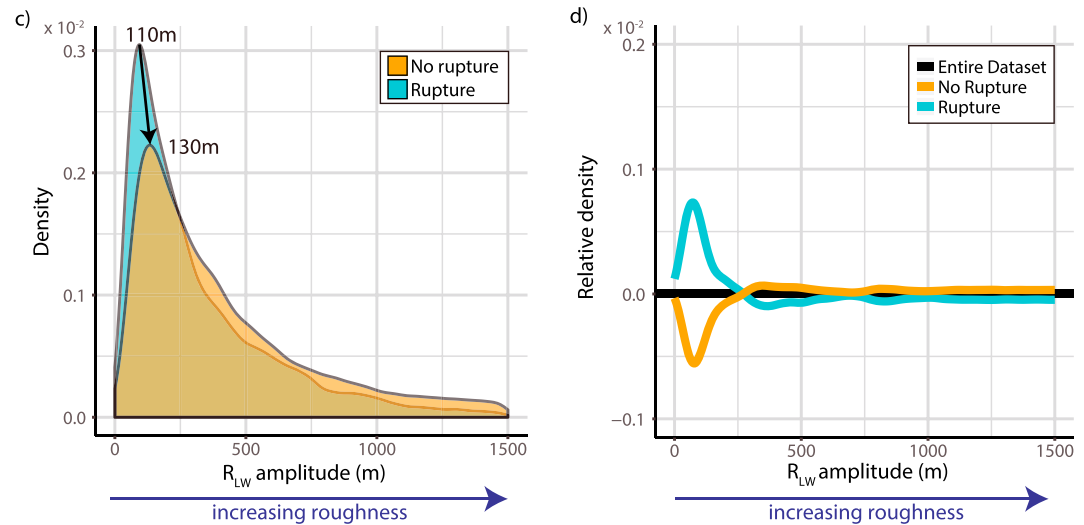 c)
x 10⁻²
110m
0.3
No rupture
Rupture
130m
0.2
Density
0.1
0.0
0
500
1000
1500
R_LW amplitude (m)
increasing roughness
d)
x 10⁻²
0.2
Entire Dataset
No Rupture
Rupture
0.1
Relative density
0.0
−0.1
0
500
1000
1500
R_LW amplitude (m)
increasing roughness